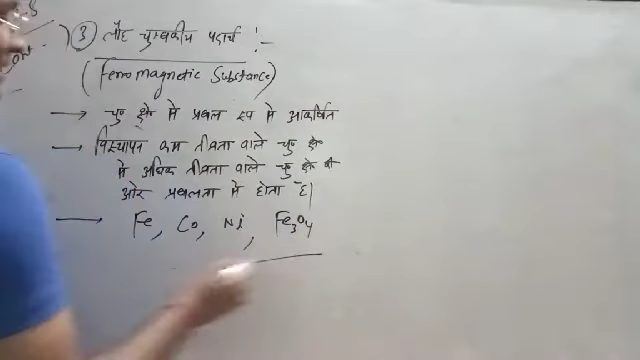 ③ लौह चुम्बकीय पदार्थ :-
(Ferromagnetic Substance)
→ चु॰ क्षे॰ में प्रबल रूप में आकर्षित
→ विस्थापन कम तीव्रता वाले चु॰ क्षे॰
में अधिक तीव्रता वाले चु॰ क्षे॰ की
ओर प्रबलता में होता है।
→ Fe, Co, Ni, Fe₃O₄